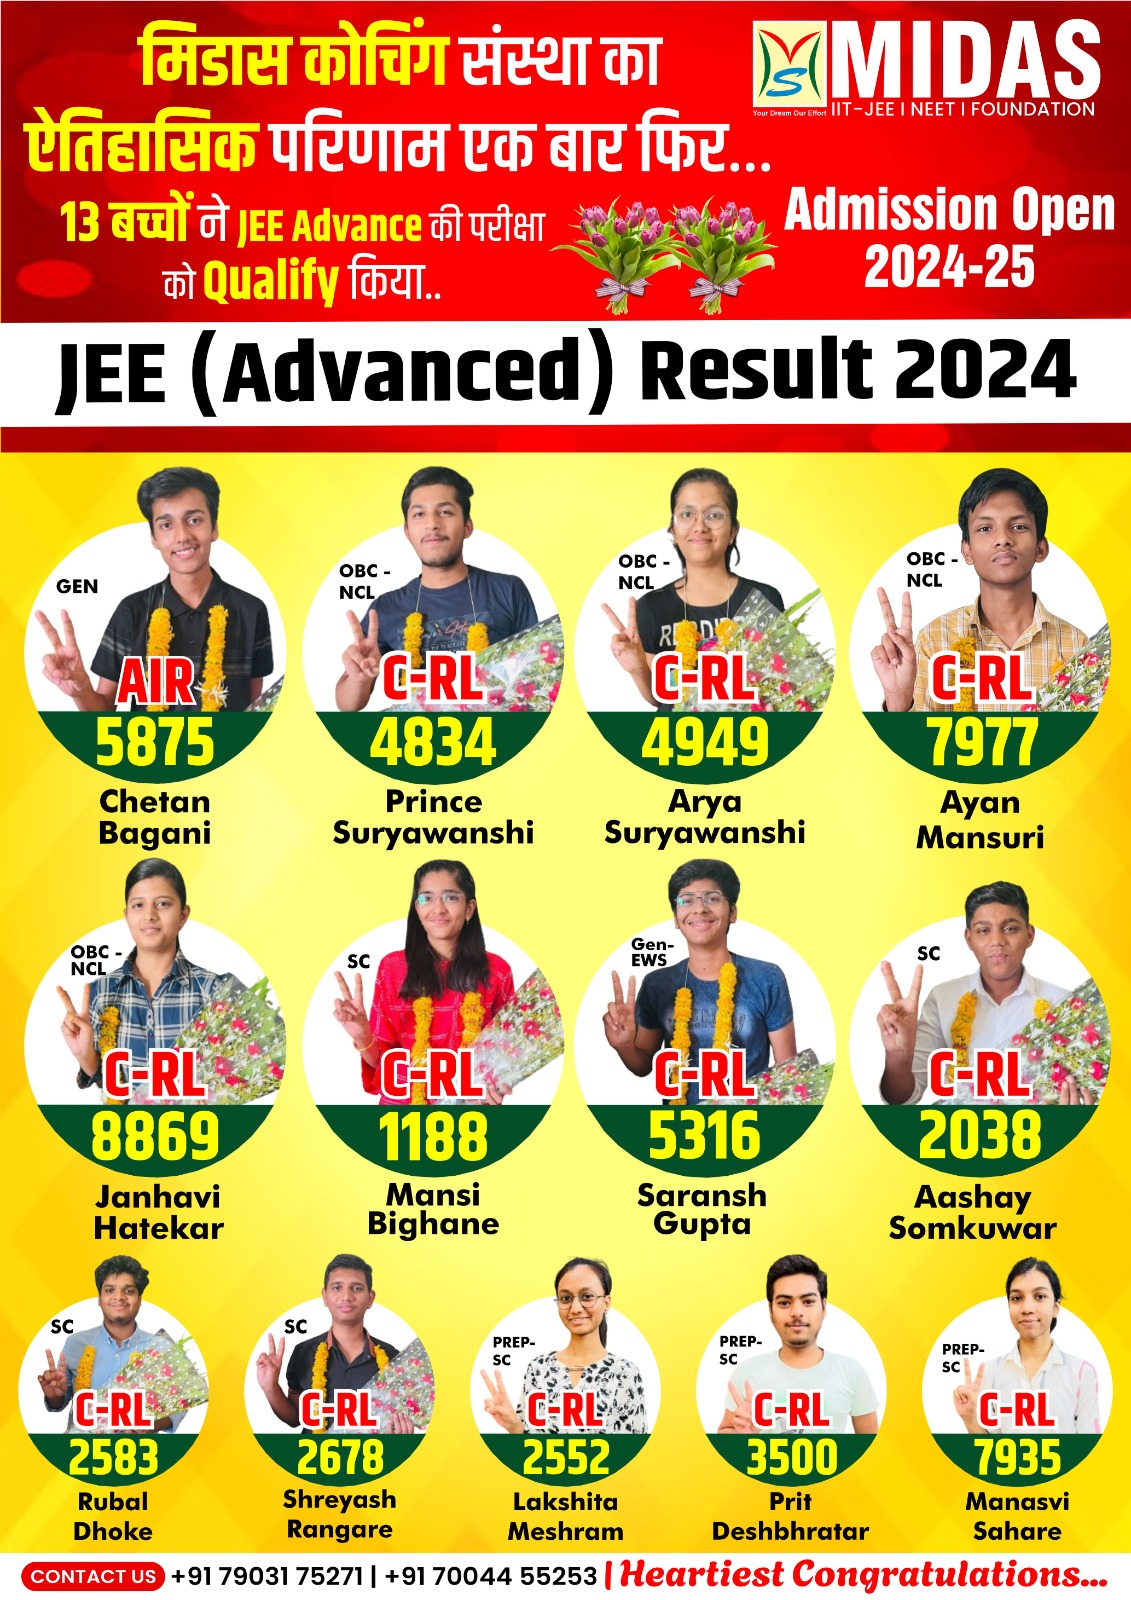 मिडास कोचिंग संस्था का
ऐतिहासिक परिणाम एक बार फिर...
13 बच्चों ने JEE Advance की परीक्षा
को Qualify किया..
MIDAS
Your Dream Our Effort
IIT-JEE I NEET I FOUNDATION
Admission Open
2024-25
JEE (Advanced) Result 2024
GEN
AIR
5875
Chetan
Bagani
OBC -
NCL
C-RL
4834
Prince
Suryawanshi
OBC -
NCL
C-RL
4949
Arya
Suryawanshi
OBC -
NCL
C-RL
7977
Ayan
Mansuri
OBC -
NCL
C-RL
8869
Janhavi
Hatekar
SC
C-RL
1188
Mansi
Bighane
Gen-
EWS
C-RL
5316
Saransh
Gupta
SC
C-RL
2038
Aashay
Somkuwar
SC
C-RL
2583
Rubal
Dhoke
SC
C-RL
2678
Shreyash
Rangare
PREP-
SC
C-RL
2552
Lakshita
Meshram
PREP-
SC
C-RL
3500
Prit
Deshbhratar
PREP-
SC
C-RL
7935
Manasvi
Sahare
CONTACT US +91 79031 75271 | +91 70044 55253 | Heartiest Congratulations...